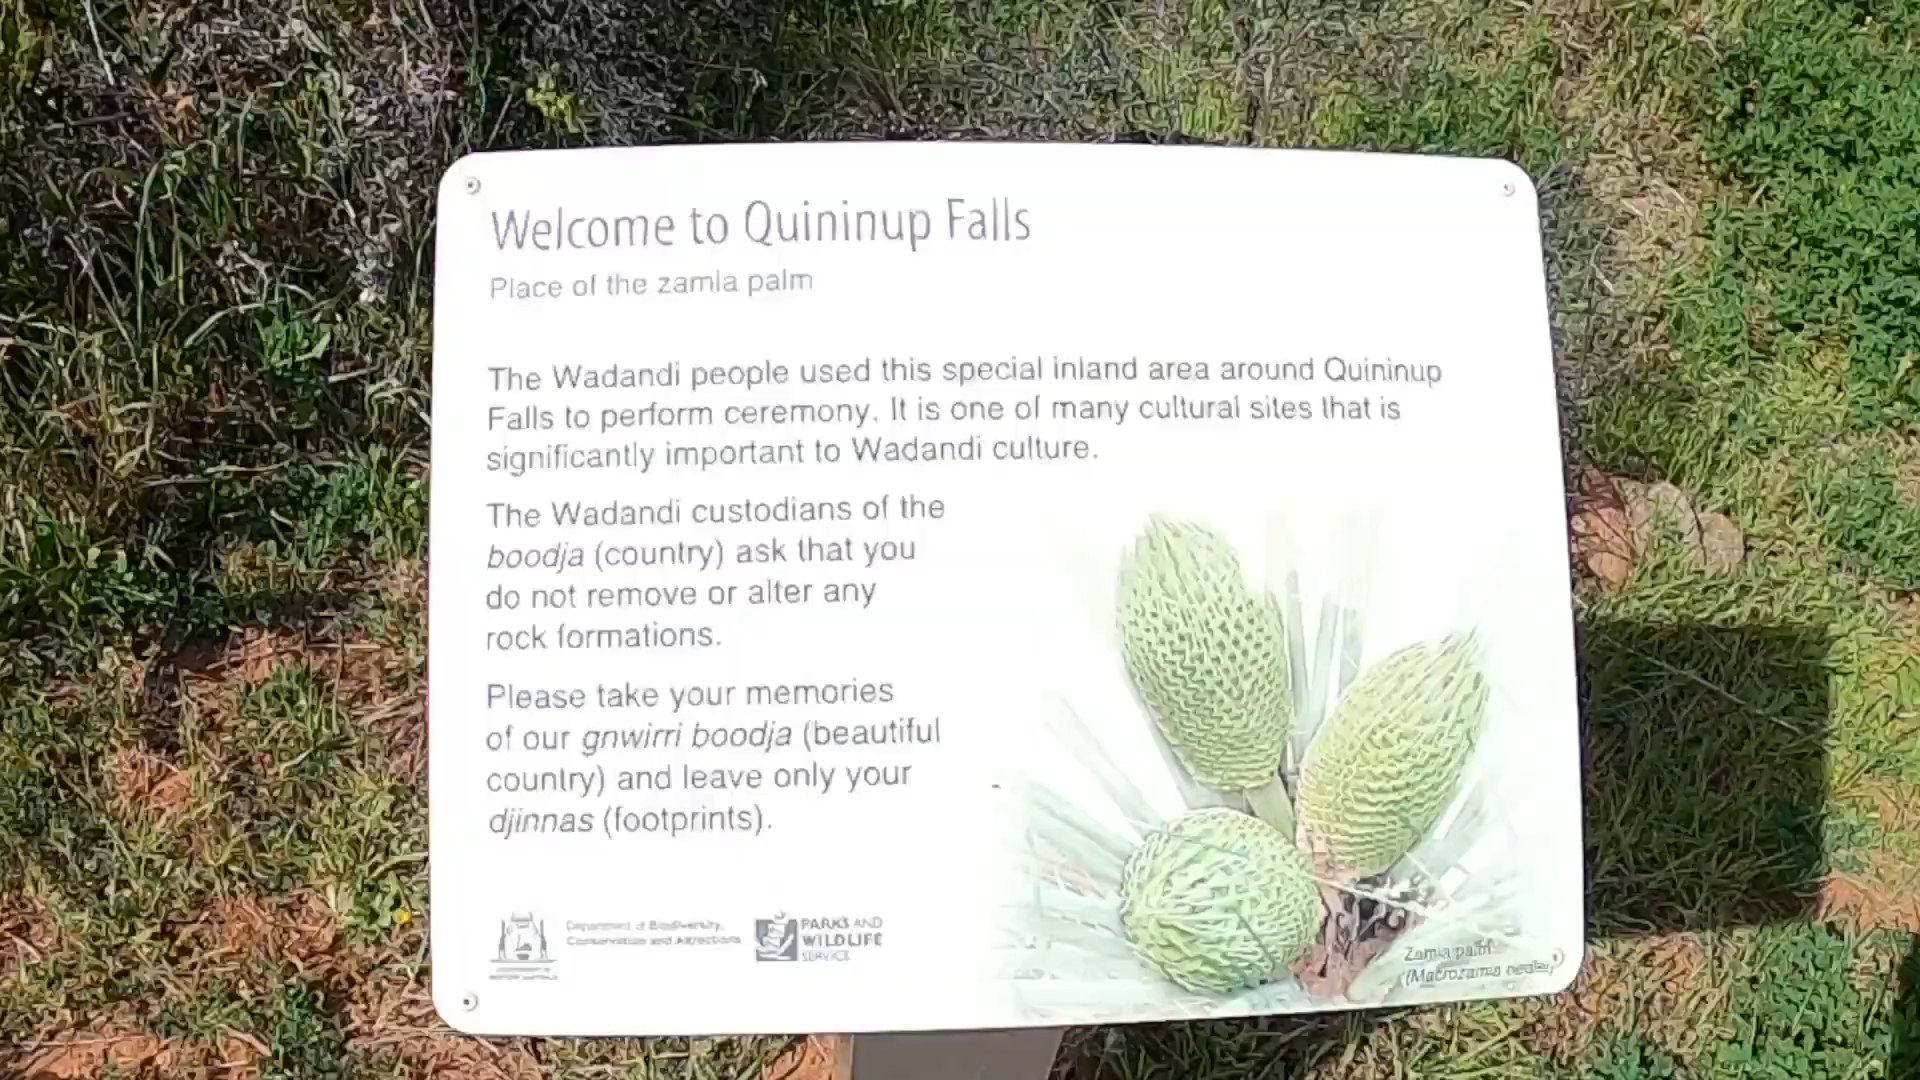 Welcome to Quininup Falls
Place of the zamia palm
The Wadandi people used this special inland area around Quininup
Falls to perform ceremony. It is one of many cultural sites that is
significantly important to Wadandi culture.
The Wadandi custodians of the
boodja (country) ask that you
do not remove or alter any
rock formations.
Please take your memories
of our gnwirri boodja (beautiful
country) and leave only your
djinnas (footprints).
Department of Biodiversity,
Conservation and Attractions
PARKS AND
WILDLIFE
SERVICE
Zamia palm
(Macrozamia